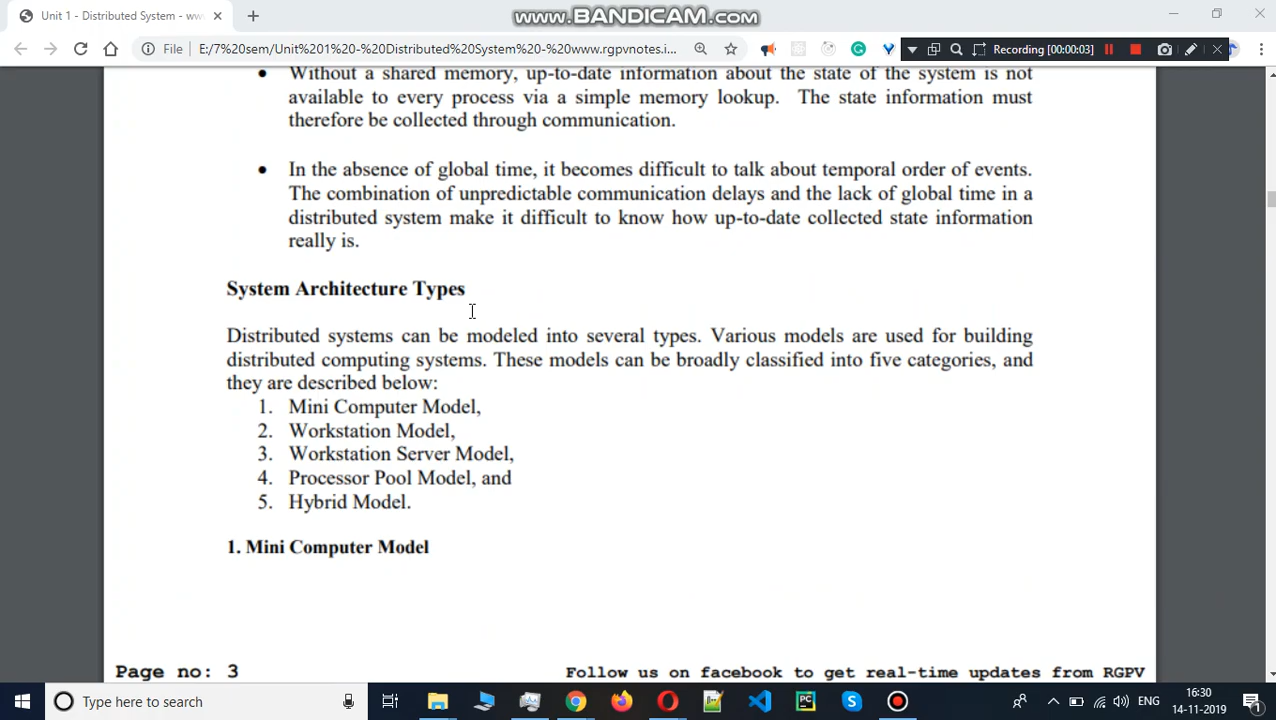 Unit 1 - Distributed System - ww
www.BANDICAM.com
File E:/7%20sem/Unit%201%20-%20Distributed%20System%20-%20www.rgpvnotes.i...
Recording [00:00:03]
• Without a shared memory, up-to-date information about the state of the system is not
available to every process via a simple memory lookup. The state information must
therefore be collected through communication.
• In the absence of global time, it becomes difficult to talk about temporal order of events.
The combination of unpredictable communication delays and the lack of global time in a
distributed system make it difficult to know how up-to-date collected state information
really is.
System Architecture Types
Distributed systems can be modeled into several types. Various models are used for building
distributed computing systems. These models can be broadly classified into five categories, and
they are described below:
1. Mini Computer Model,
2. Workstation Model,
3. Workstation Server Model,
4. Processor Pool Model, and
5. Hybrid Model.
1. Mini Computer Model
Page no: 3 Follow us on facebook to get real-time updates from RGPV
Type here to search
ENG
16:30
14-11-2019